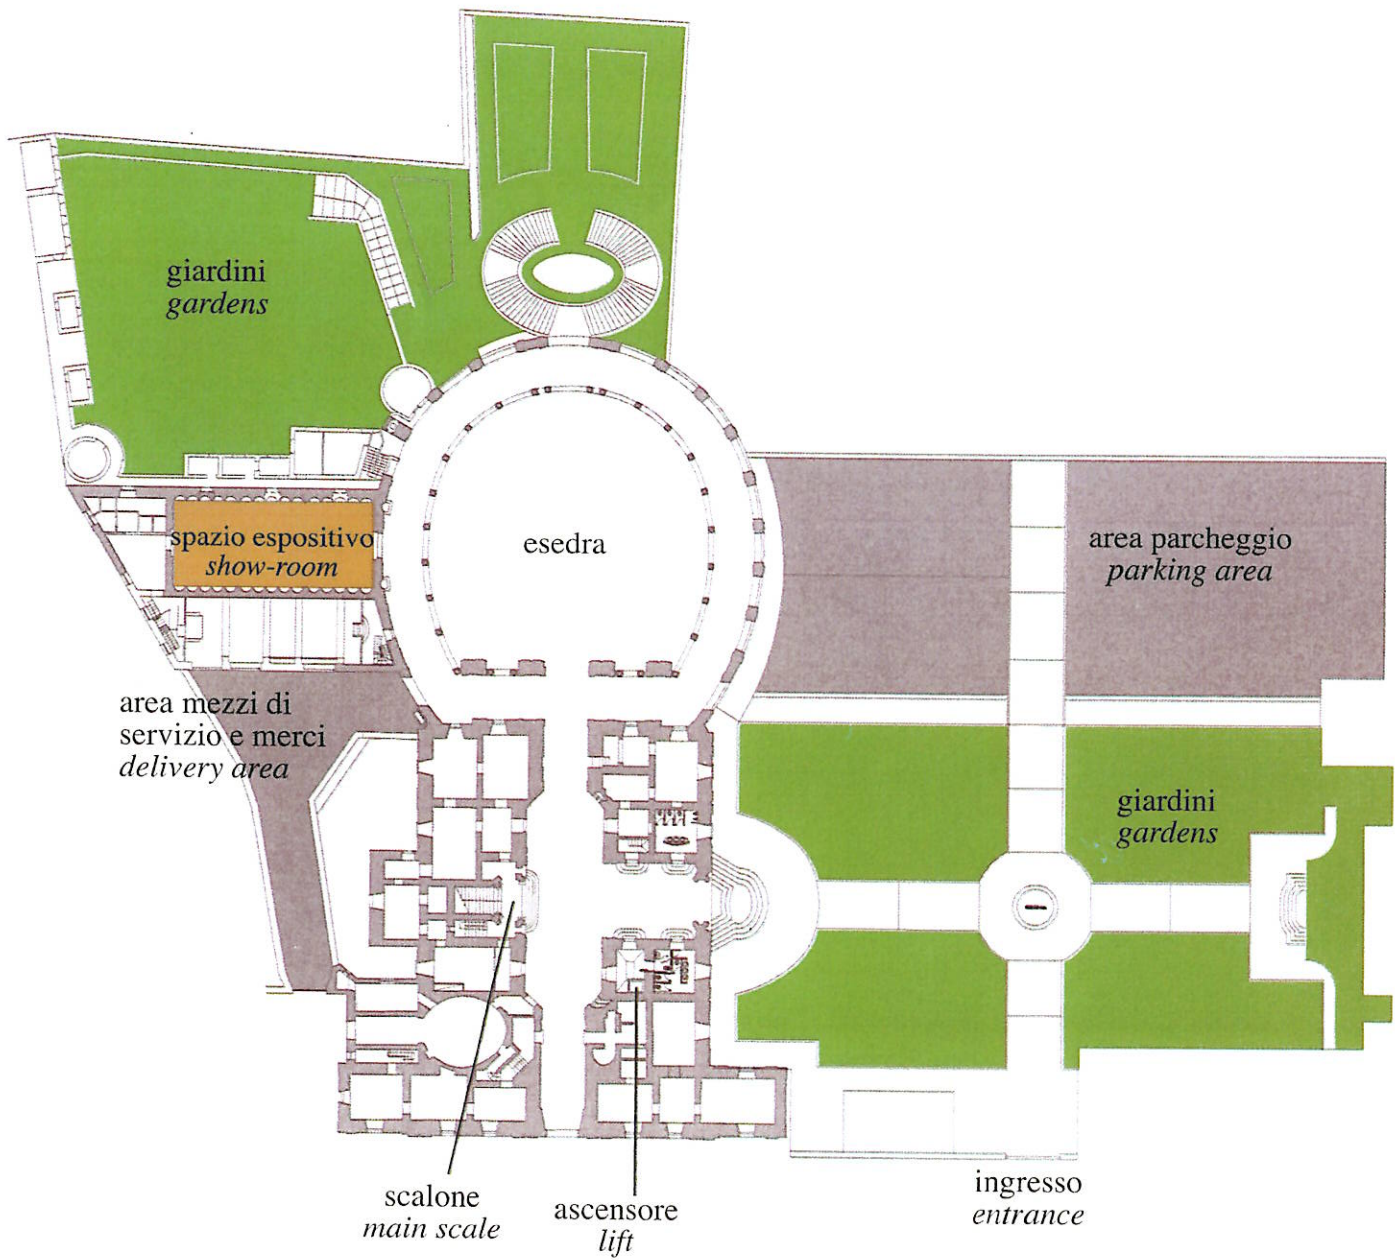 giardini
gardens
spazio espositivo
show-room
esedra
area parcheggio
parking area
area mezzi di
servizio e merci
delivery area
giardini
gardens
scalone
main scale
ascensore
lift
ingresso
entrance